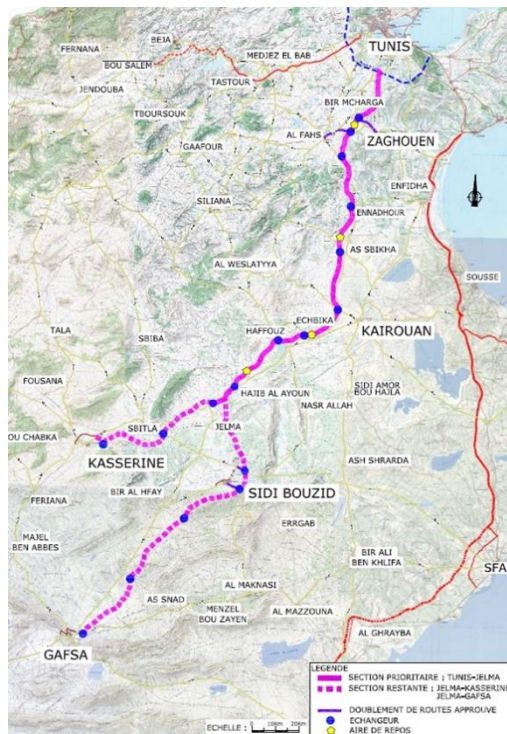 BEJA
TUNIS
FERNANA
MEDJEZ EL BAB
BOU SALEM
TASTOUR
JENDOUBA
BIR MCHARGA
TBOURSOUK
AL FAHS
ZAGHOUEN
GAAFOUR
ENFIDHA
SILIANA
ENNADHOUR
AS SBIKHA
AL WESLATYYA
SOUSSE
ECHBIKA
TALA
HAFFOUZ
KAIROUAN
SBIBA
FOUSANA
SIDI AMOR
BOU HAJLA
HAJIB AL AYOUN
NASR ALLAH
SBITLA
JELMA
OU CHABKA
KASSERINE
ASH SHRARDA
BIR AL HFAY
SIDI BOUZID
FERIANA
ERRGAB
MAJEL
BEN ABBES
BIR ALI
BEN KHLIFA
SFA
AL MAKNASI
AS SNAD
MENZEL
BOU ZAYEN
AL MAZZOUNA
AL GHRAYBA
GAFSA
LEGENDE
SECTION PRIORITAIRE ; TUNIS-JELMA
SECTION RESTANTE ; JELMA-KASSERINE
JELMA-GAFSA
DOUBLEMENT DE ROUTES APPROUVE
ECHANGEUR
AIRE DE REPOS
ECHELLE :